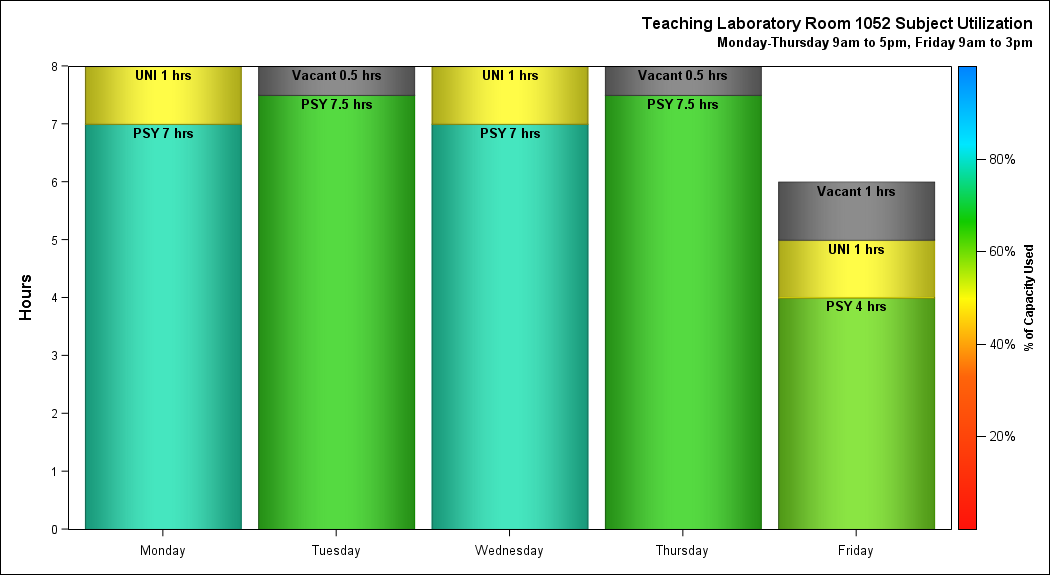 Teaching Laboratory Room 1052 Subject Utilization
Monday-Thursday 9am to 5pm, Friday 9am to 3pm
Hours
8
7
6
5
4
3
2
1
0
UNI 1 hrs
PSY 7 hrs
Vacant 0.5 hrs
PSY 7.5 hrs
UNI 1 hrs
PSY 7 hrs
Vacant 0.5 hrs
PSY 7.5 hrs
Vacant 1 hrs
UNI 1 hrs
PSY 4 hrs
Monday
Tuesday
Wednesday
Thursday
Friday
80%
60%
40%
20%
% of Capacity Used